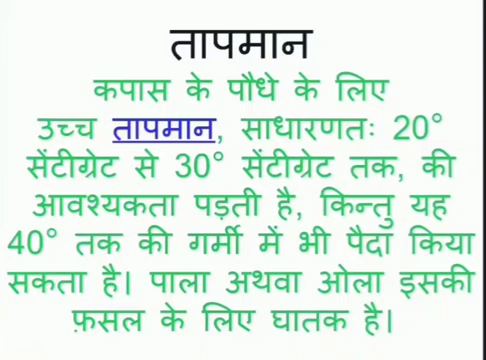 तापमान
कपास के पौधे के लिए
उच्च तापमान, साधारणतः 20°
सेंटीग्रेट से 30° सेंटीग्रेट तक, की
आवश्यकता पड़ती है, किन्तु यह
40° तक की गर्मी में भी पैदा किया
सकता है। पाला अथवा ओला इसकी
फ़सल के लिए घातक है।